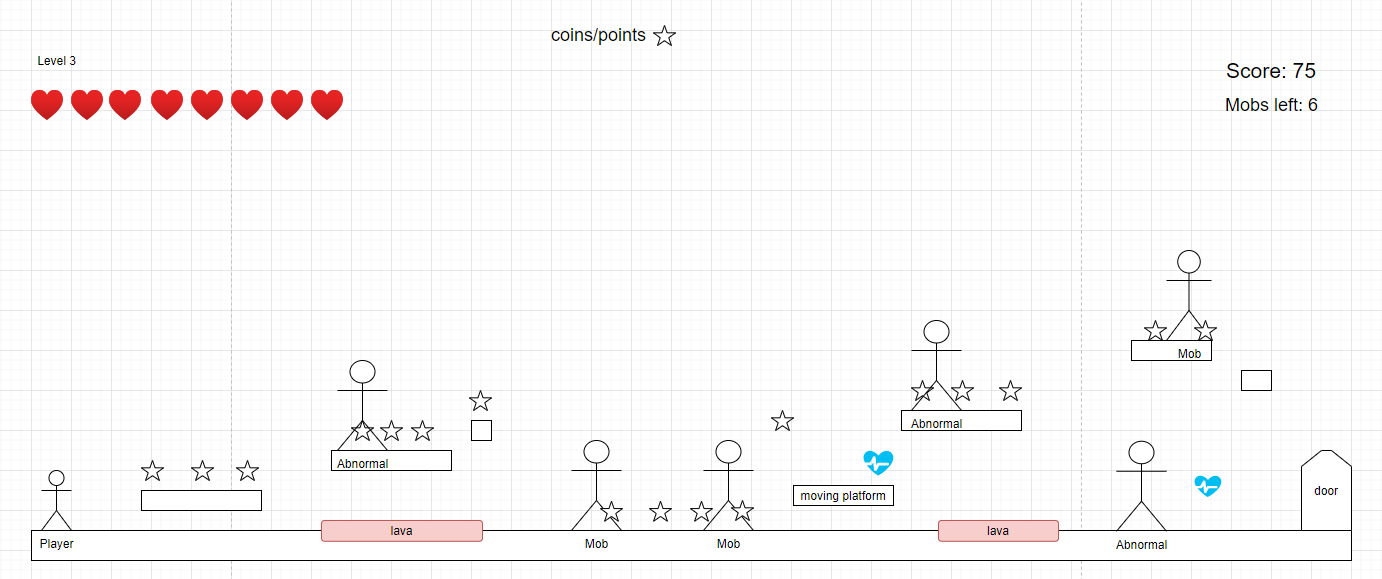 coins/points
Level 3
Score: 75
Mobs left: 6
Mob
Abnormal
Abnormal
door
moving platform
lava
lava
Player
Mob
Mob
Abnormal